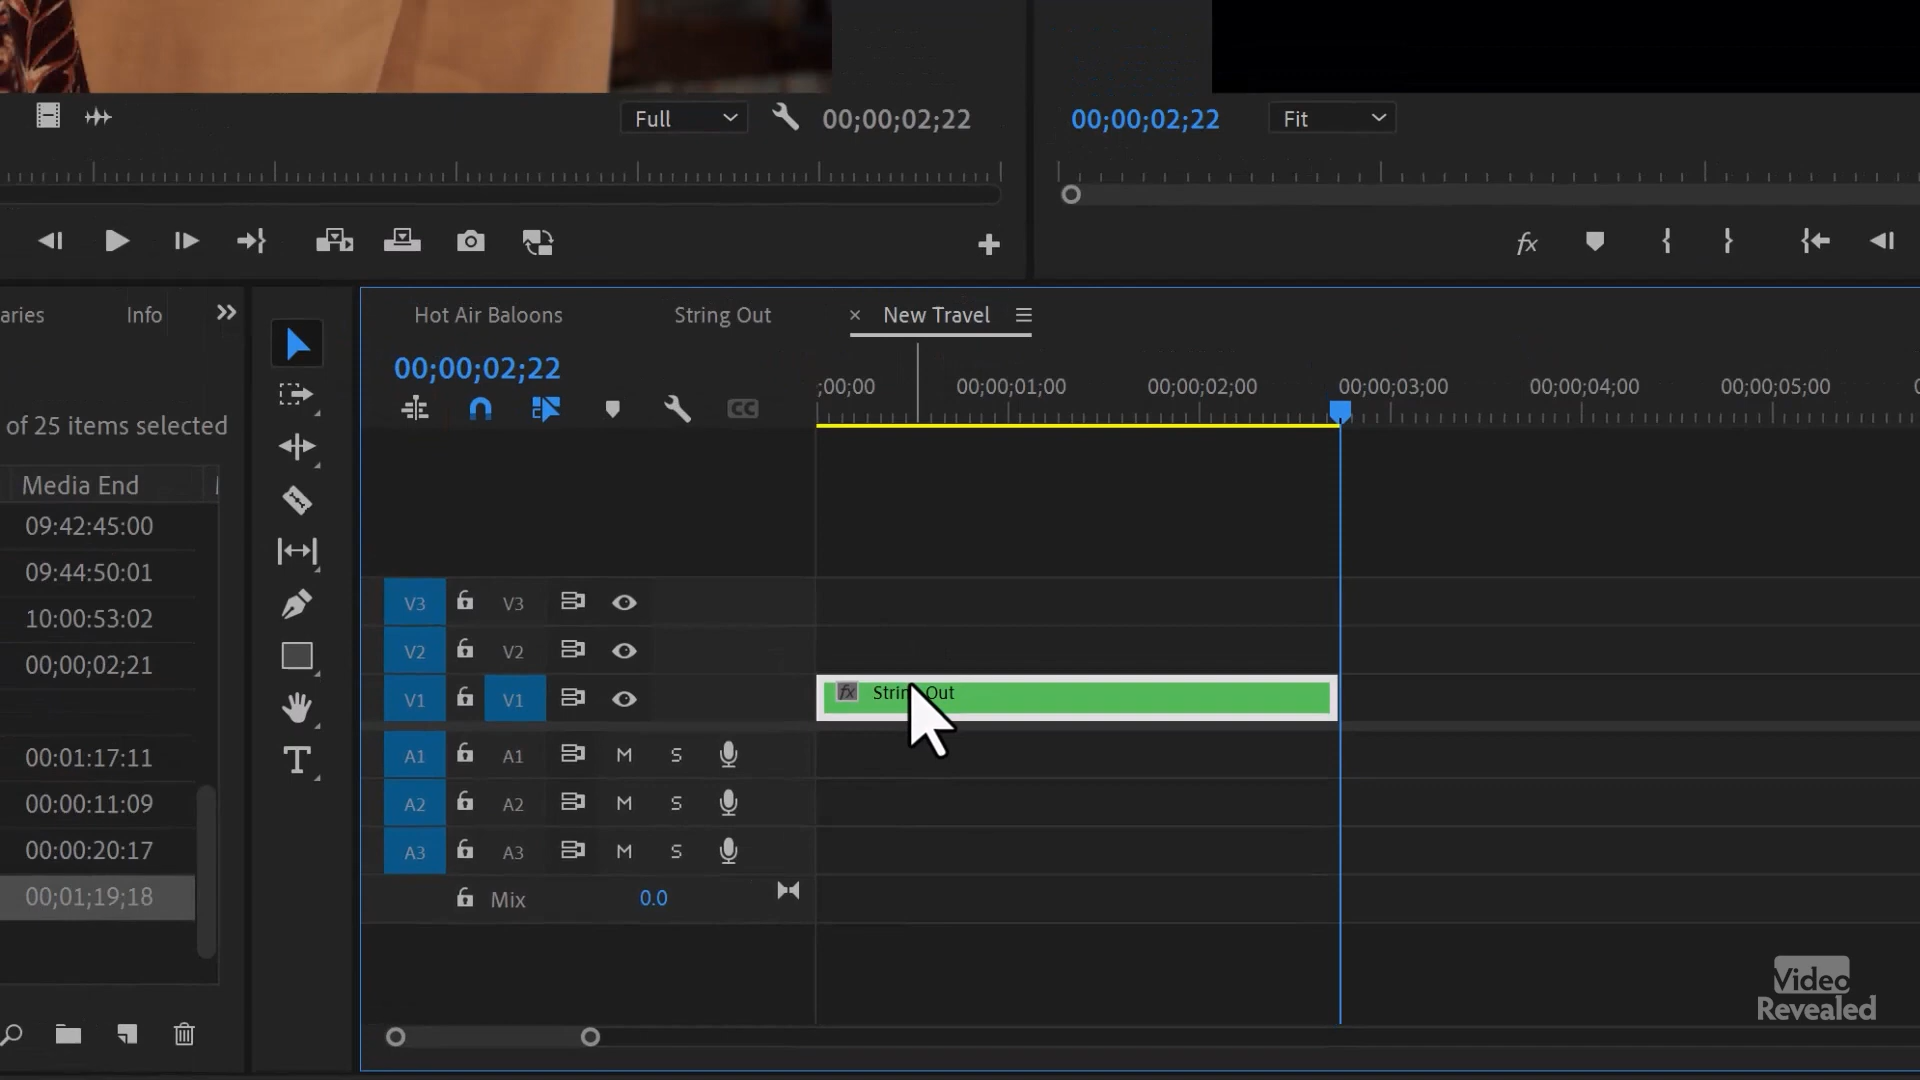 Full
00;00;02;22
00;00;02;22
Fit
fx
aries
Info
Hot Air Baloons
String Out
× New Travel
00;00;02;22
;00;00
00;00;01;00
00;00;02;00
00;00;03;00
00;00;04;00
00;00;05;00
CC
of 25 items selected
Media End
09:42:45:00
09:44:50:01
10:00:53:02
00;00;02;21
00:01:17:11
00:00:11:09
00:00:20:17
00;01;19;18
T
V3 V3
V2 V2
V1 V1
fx String Out
A1 A1 M S
A2 A2 M S
A3 A3 M S
Mix 0.0
Video
Revealed